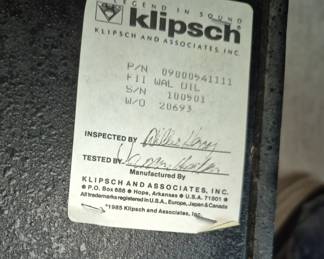 LEGEND IN SOUND
klipsch
KLIPSCH AND ASSOCIATES, INC.
P/N 09000541111
FII WAL OIL
S/N 100501
W/O 20693
INSPECTED BY
TESTED BY
Manufactured By
KLIPSCH AND ASSOCIATES, INC.
● P.O. Box 688 ● Hope, Arkansas ● U.S.A. 71801 ●
All trademarks registered in U.S.A., Europe, Japan & Canada
©1985 Klipsch and Associates, Inc.